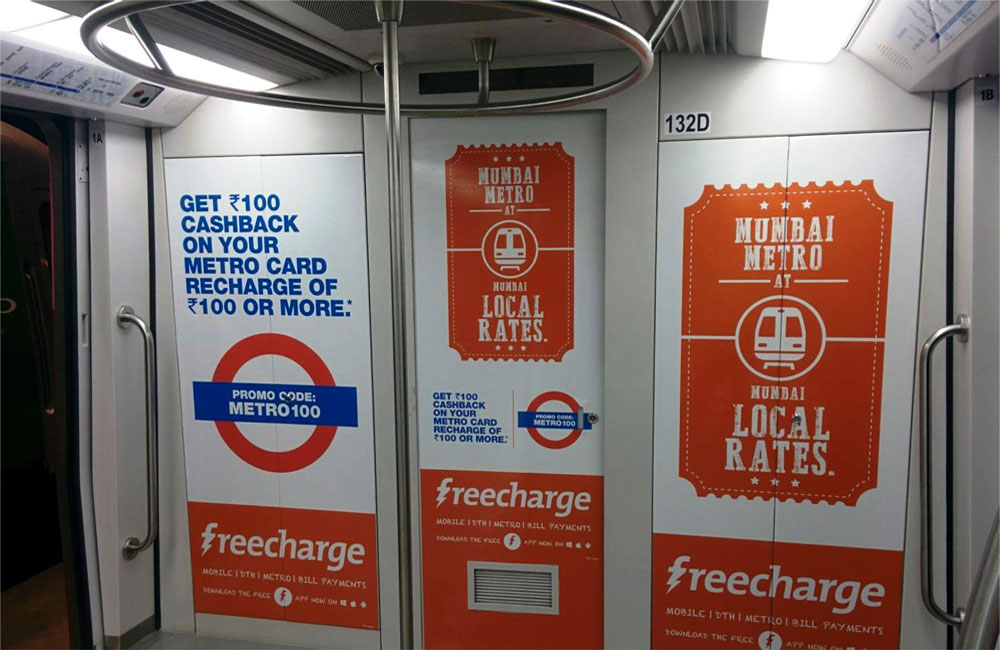 1A
GET ₹100
CASHBACK
ON YOUR
METRO CARD
RECHARGE OF
₹100 OR MORE.*
PROMO CODE:
METRO100
freecharge
MOBILE | DTH | METRO | BILL PAYMENTS
DOWNLOAD THE FREE f APP NOW ON
MUMBAI
METRO
AT
MUMBAI
LOCAL
RATES.
GET ₹100
CASHBACK
ON YOUR
METRO CARD
RECHARGE OF
₹100 OR MORE.*
PROMO CODE:
METRO100
freecharge
MOBILE | DTH | METRO | BILL PAYMENTS
DOWNLOAD THE FREE f APP NOW ON
132D
1B
MUMBAI
METRO
AT
MUMBAI
LOCAL
RATES.
freecharge
MOBILE | DTH | METRO | BILL PAYMENTS
DOWNLOAD THE FREE f APP NOW ON